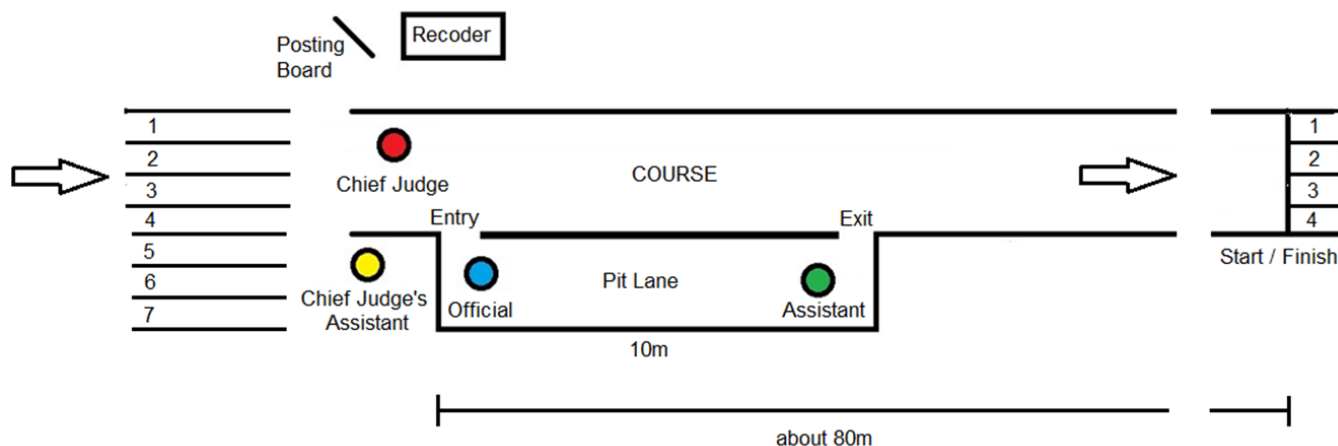 Posting
Board
Recoder
1
2
3
4
5
6
7
Chief Judge
COURSE
1
2
3
4
Entry
Exit
Start / Finish
Chief Judge's
Assistant
Official
Pit Lane
Assistant
10m
about 80m